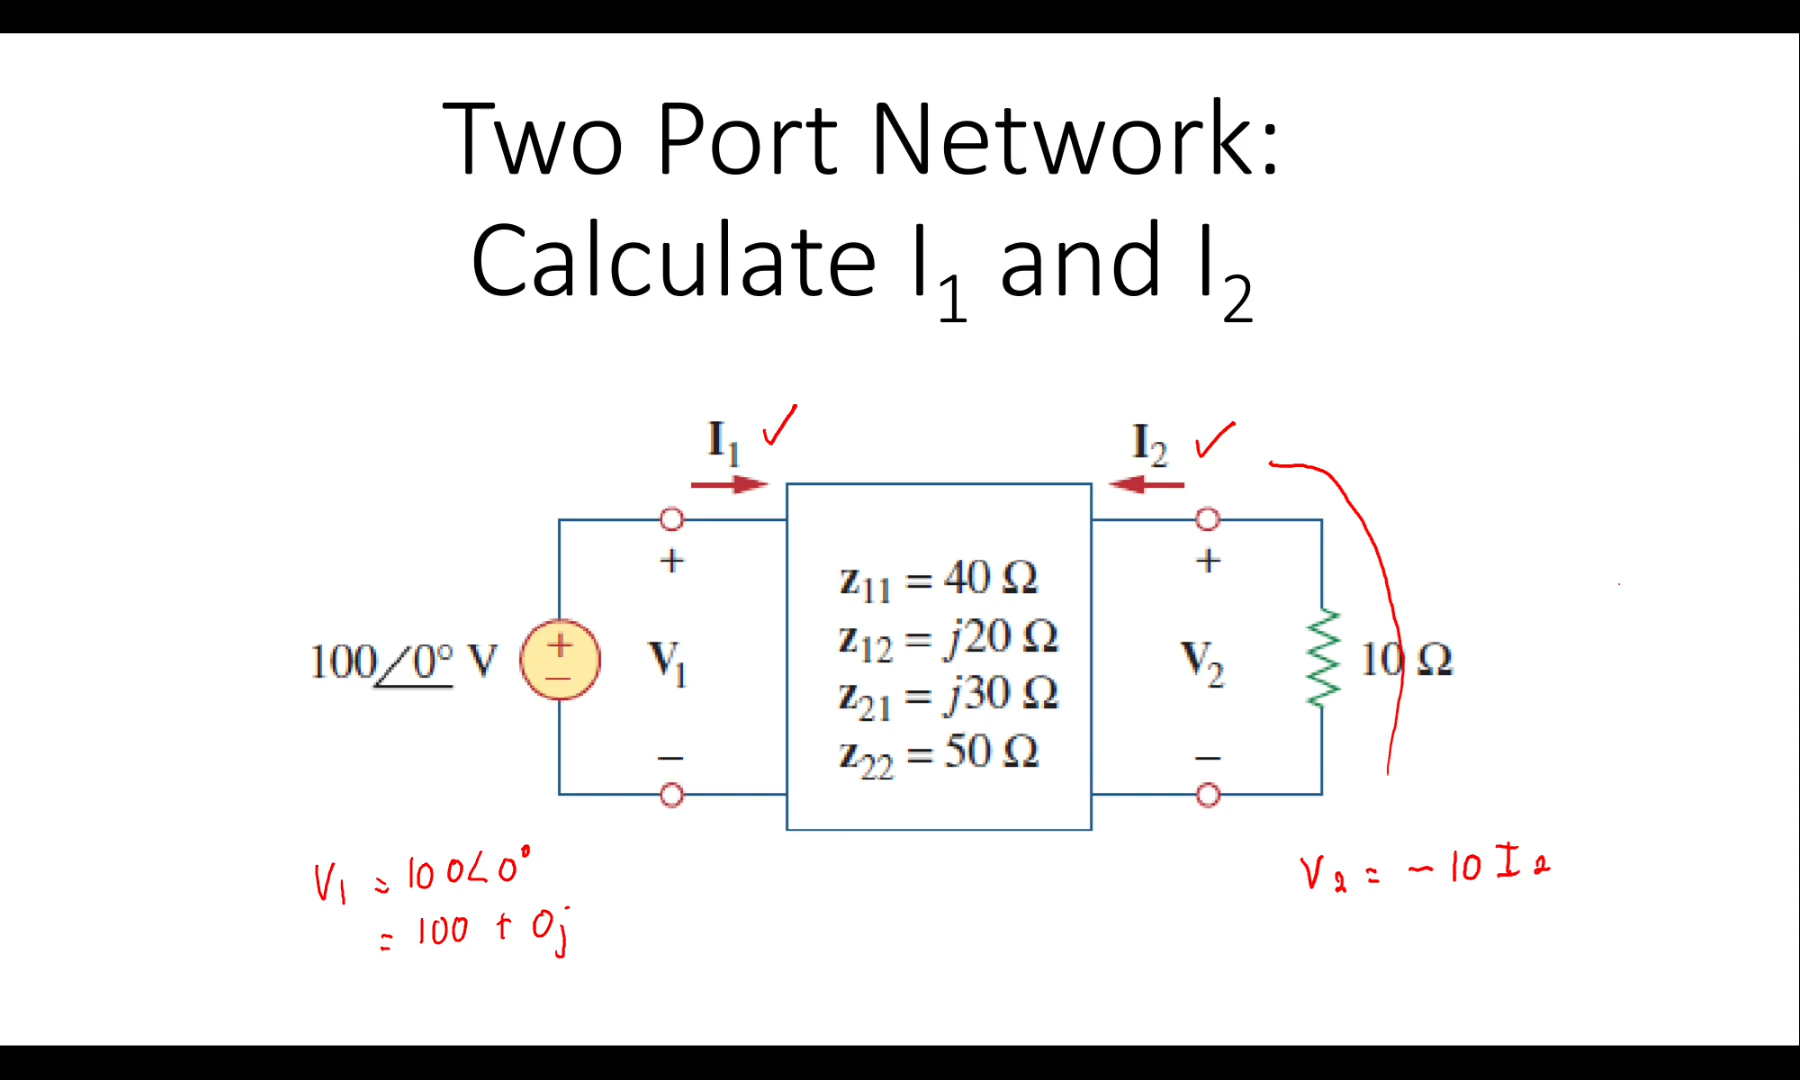 Two Port Network:
Calculate I₁ and I₂
I₁ ✓
I₂ ✓
+
+
z₁₁ = 40 Ω
z₁₂ = j20 Ω
z₂₁ = j30 Ω
z₂₂ = 50 Ω
100∠0° V
+
−
V₁
V₂
10 Ω
−
−
V₁ = 100∠0°
= 100 + 0j
V₂ = −10 I₂